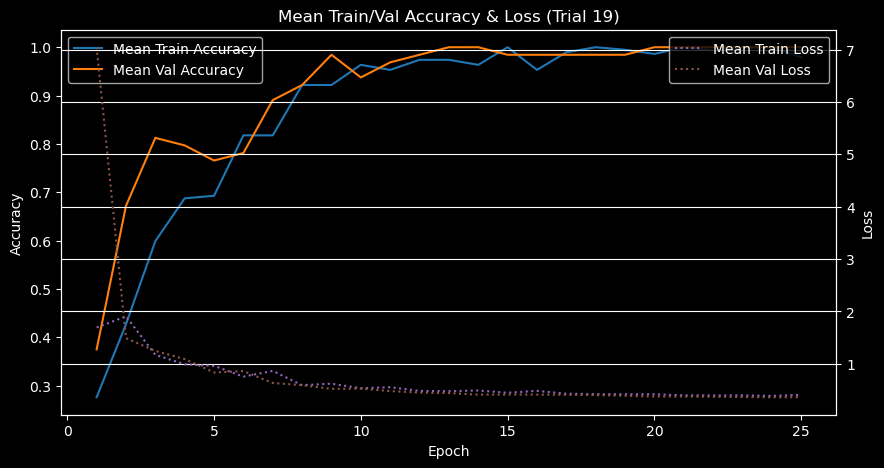 Mean Train/Val Accuracy & Loss (Trial 19)
Mean Train Accuracy
Mean Val Accuracy
Mean Train Loss
Mean Val Loss
Accuracy
1.0
0.9
0.8
0.7
0.6
0.5
0.4
0.3
Loss
7
6
5
4
3
2
1
0 5 10 15 20 25
Epoch